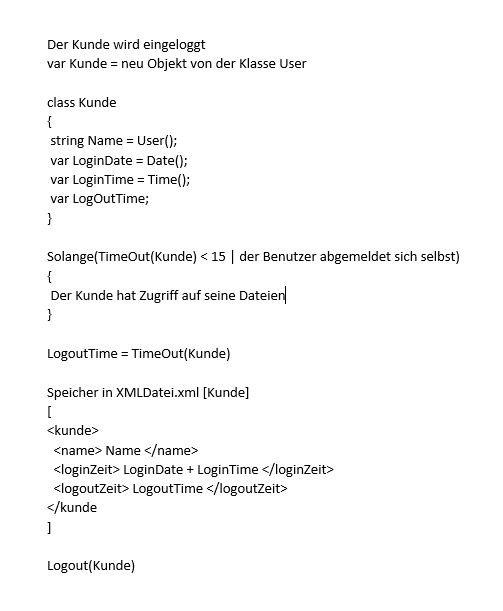 Der Kunde wird eingeloggt
var Kunde = neu Objekt von der Klasse User
class Kunde
{
string Name = User();
var LoginDate = Date();
var LoginTime = Time();
var LogOutTime;
}
Solange(TimeOut(Kunde) < 15 | der Benutzer abgemeldet sich selbst)
{
Der Kunde hat Zugriff auf seine Dateien
}
LogoutTime = TimeOut(Kunde)
Speicher in XMLDatei.xml [Kunde]
[
<kunde>
<name> Name </name>
<loginZeit> LoginDate + LoginTime </loginZeit>
<logoutZeit> LogoutTime </logoutZeit>
</kunde
]
Logout(Kunde)